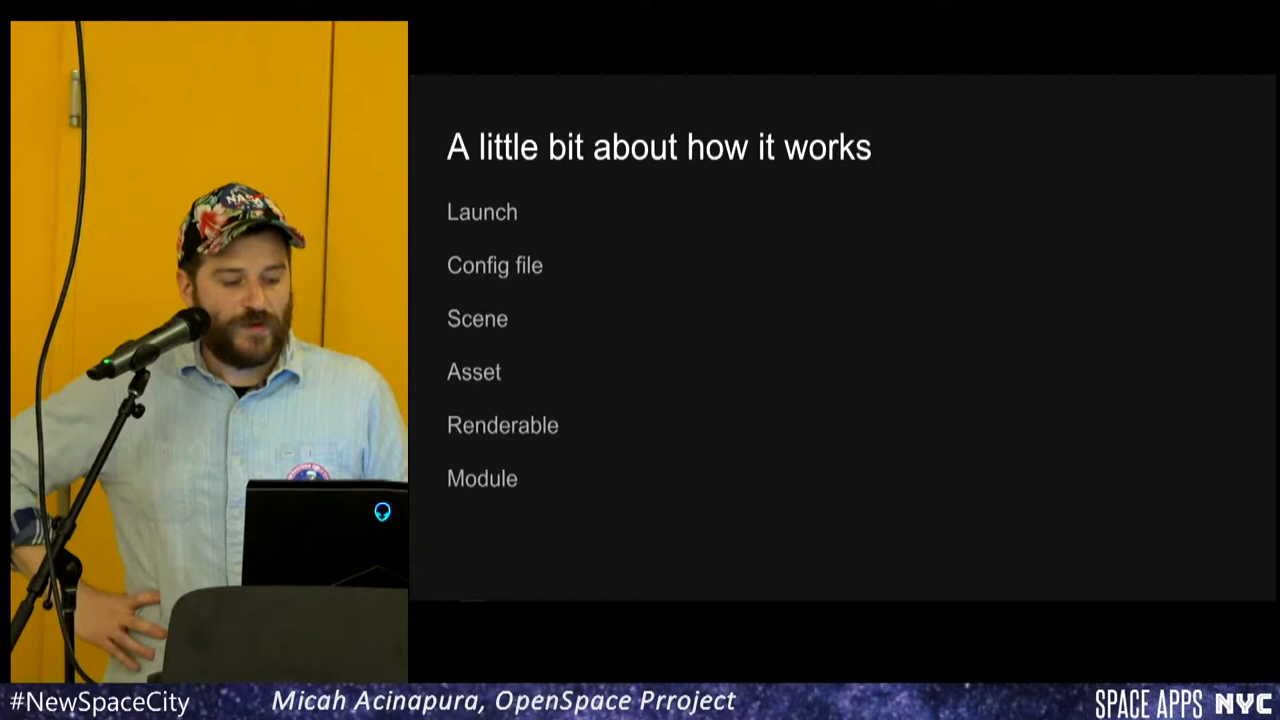 A little bit about how it works
Launch
Config file
Scene
Asset
Renderable
Module
NASA
#NewSpaceCity
Micah Acinapura, OpenSpace Prroject
SPACE APPS NYC